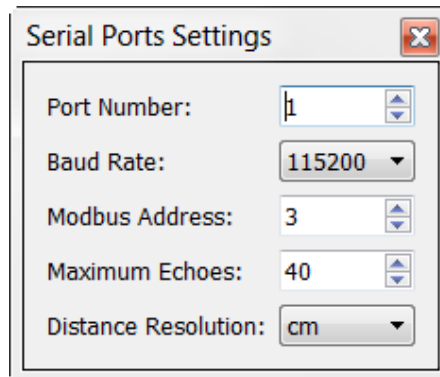 Serial Ports Settings
Port Number: 1
Baud Rate: 115200
Modbus Address: 3
Maximum Echoes: 40
Distance Resolution: cm